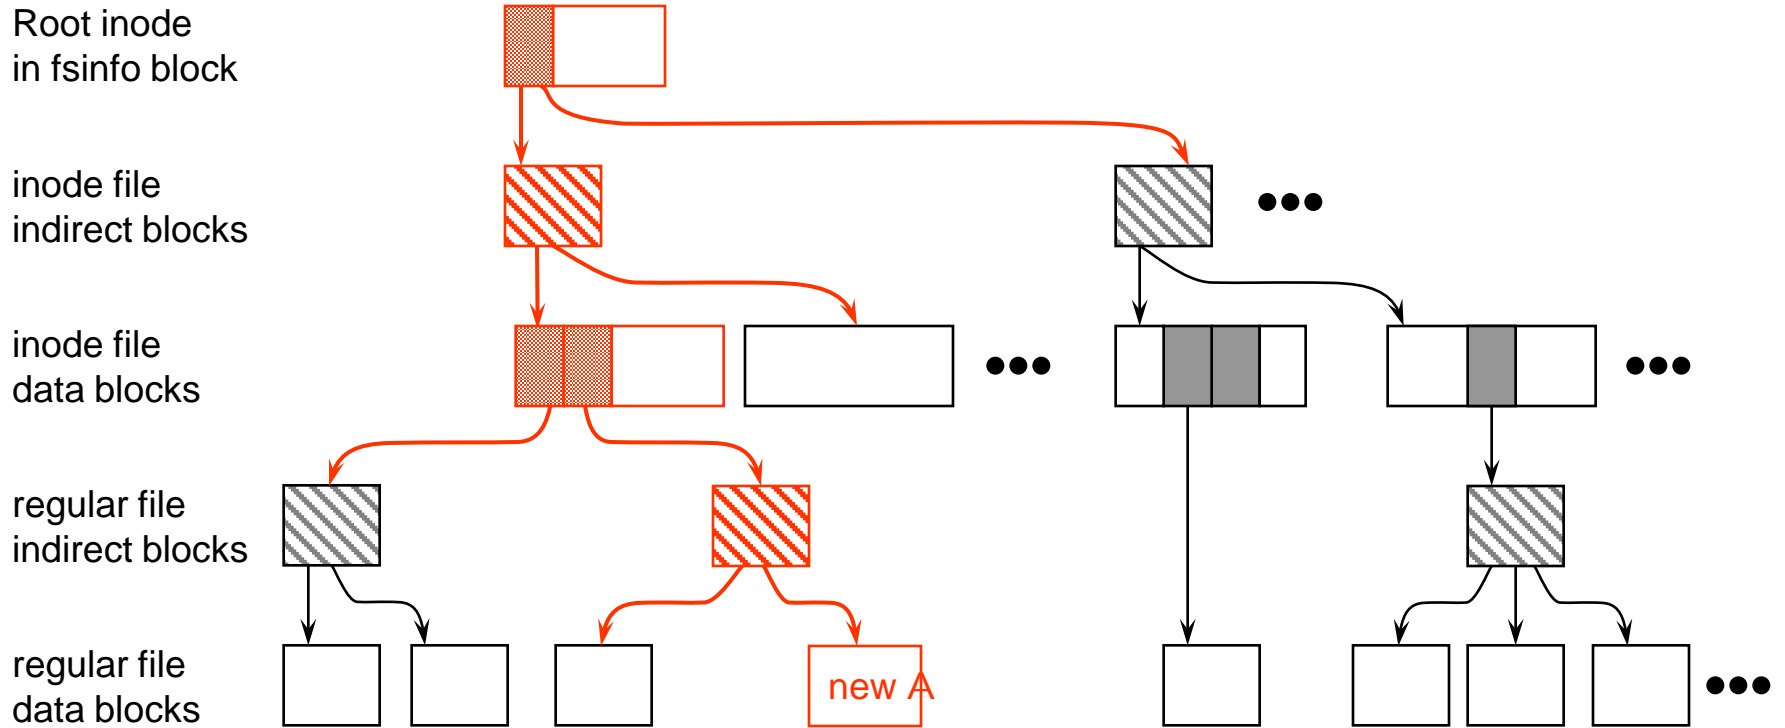 Root inode
in fsinfo block
inode file
indirect blocks
inode file
data blocks
regular file
indirect blocks
regular file
data blocks
new A